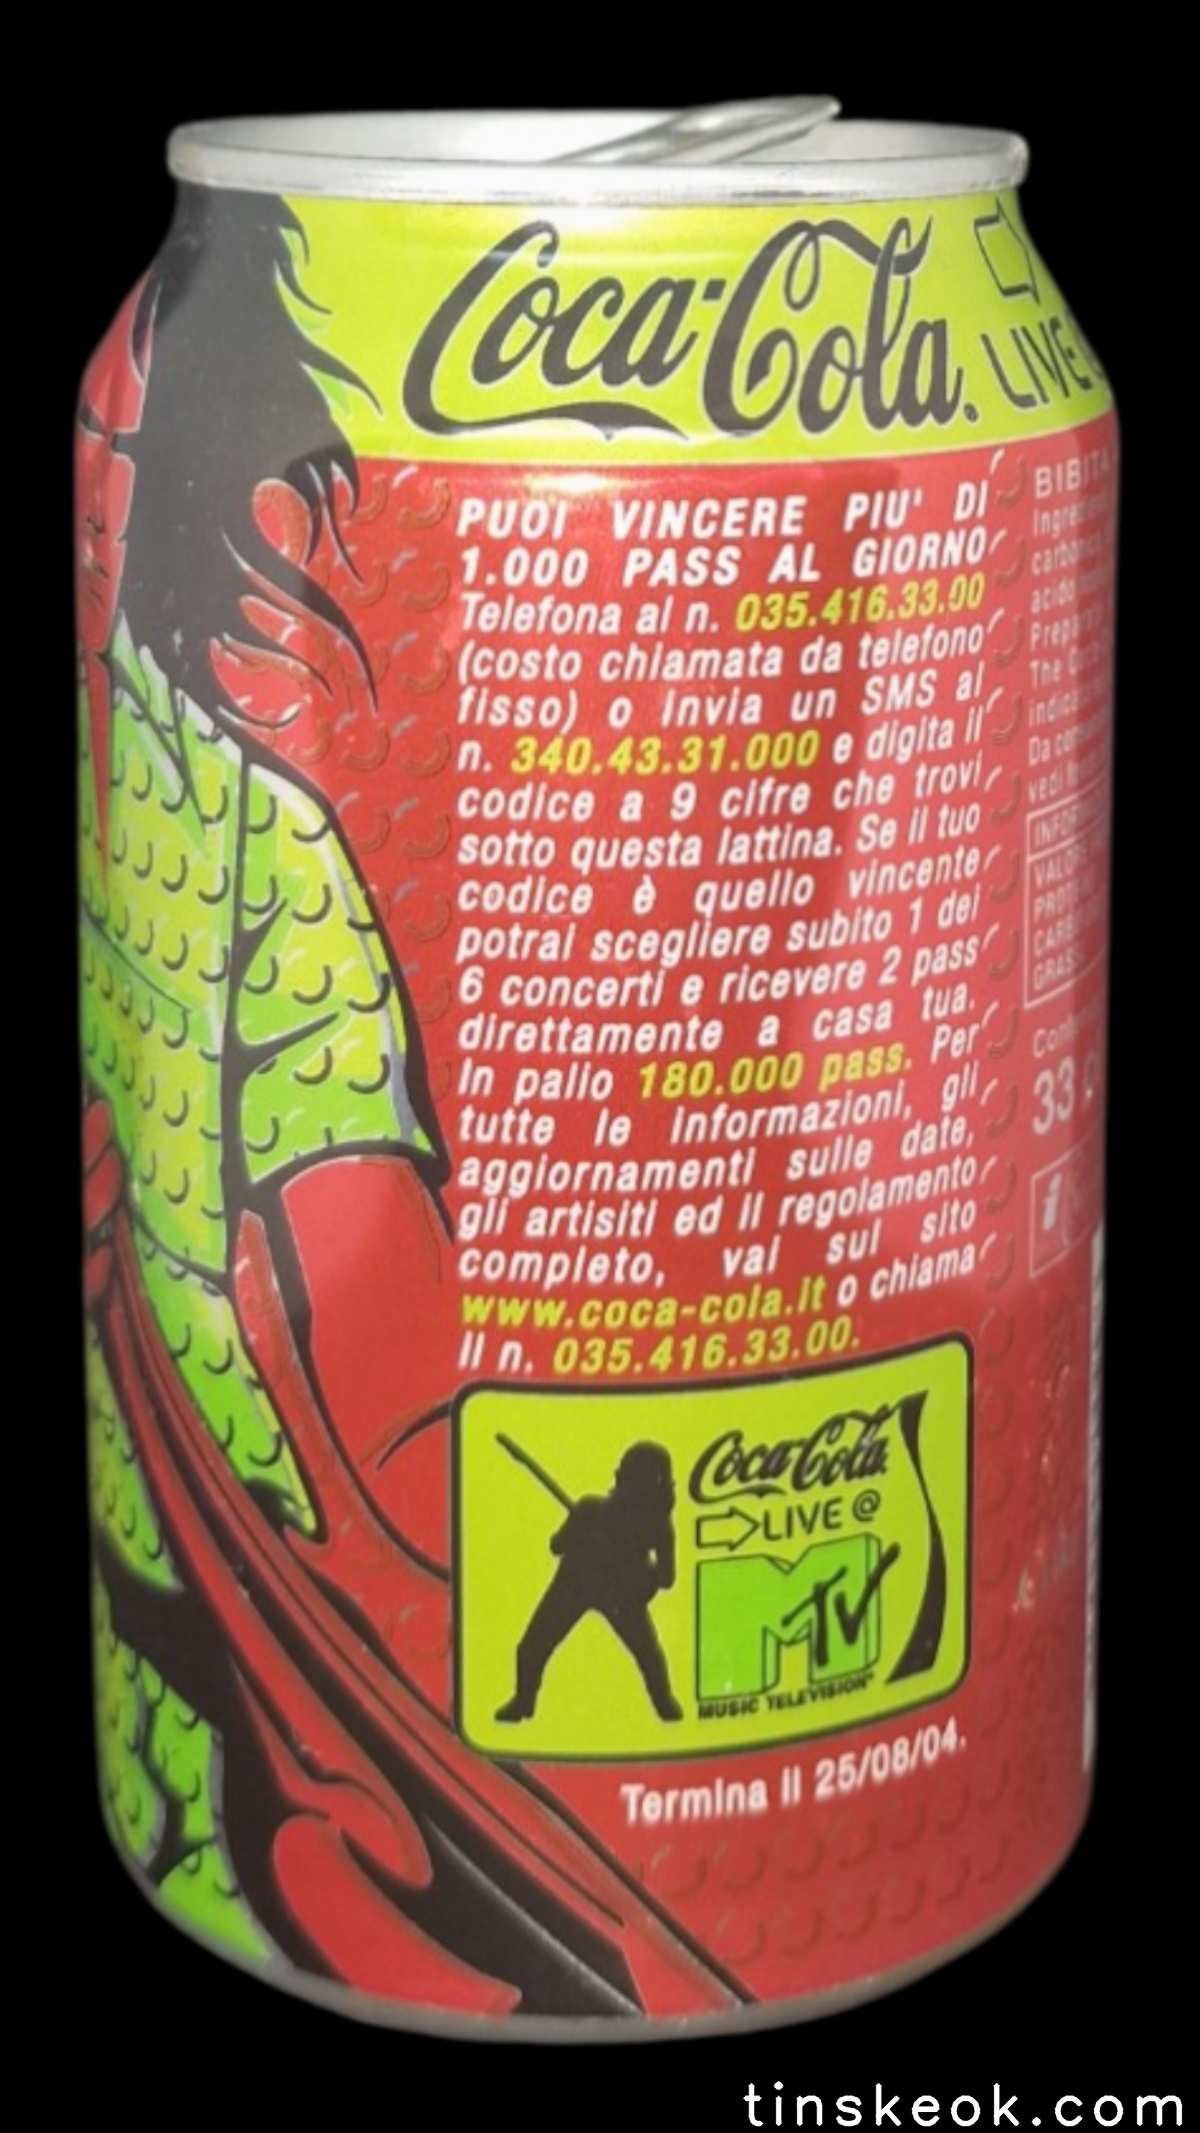 Coca-Cola. LIVE
PUOI VINCERE PIU' DI
1.000 PASS AL GIORNO
Telefona al n. 035.416.33.00
(costo chiamata da telefono
fisso) o invia un SMS al
n. 340.43.31.000 e digita il
codice a 9 cifre che trovi
sotto questa lattina. Se il tuo
codice è quello vincente
potrai scegliere subito 1 dei
6 concerti e ricevere 2 pass
direttamente a casa tua.
In palio 180.000 pass. Per
tutte le informazioni, gli
aggiornamenti sulle date,
gli artisiti ed il regolamento
completo, vai sul sito
www.coca-cola.it o chiama
il n. 035.416.33.00.
Coca-Cola
LIVE @
MTV
MUSIC TELEVISION
Termina il 25/08/04.
BIBITA
33
tinskeok.com